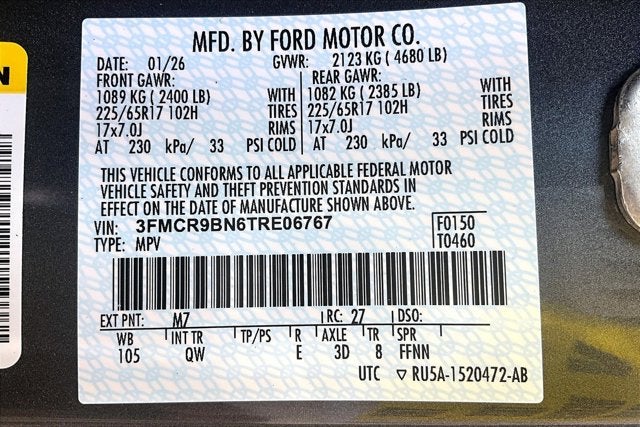 MFD. BY FORD MOTOR CO.
DATE: 01/26 GVWR: 2123 KG ( 4680 LB)
FRONT GAWR: REAR GAWR:
1089 KG ( 2400 LB) WITH 1082 KG ( 2385 LB) WITH
225/65R17 102H TIRES 225/65R17 102H TIRES
17x7.0J RIMS 17x7.0J RIMS
AT 230 kPa/ 33 PSI COLD AT 230 kPa/ 33 PSI COLD
THIS VEHICLE CONFORMS TO ALL APPLICABLE FEDERAL MOTOR
VEHICLE SAFETY AND THEFT PREVENTION STANDARDS IN
EFFECT ON THE DATE OF MANUFACTURE SHOWN ABOVE.
VIN: 3FMCR9BN6TRE06767 F0150
TYPE: MPV T0460
EXT PNT: M7 RC: 27 DSO:
WB INT TR TP/PS R AXLE TR SPR
105 QW E 3D 8 FFNN
UTC ▽ RU5A-1520472-AB
N